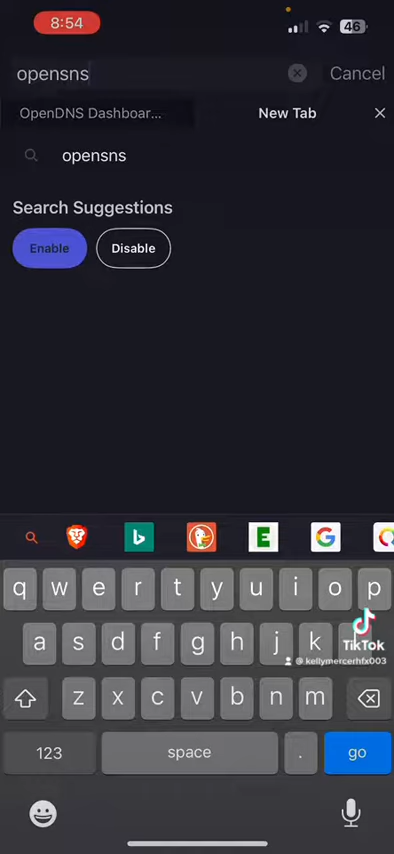 8:54
46
opensns
Cancel
OpenDNS Dashboar...
New Tab
opensns
Search Suggestions
Enable
Disable
b
E
G
q w e r t y u i o p
a s d f g h j k
TikTok
@kellymercerhfx003
z x c v b n m
123
space
.
go